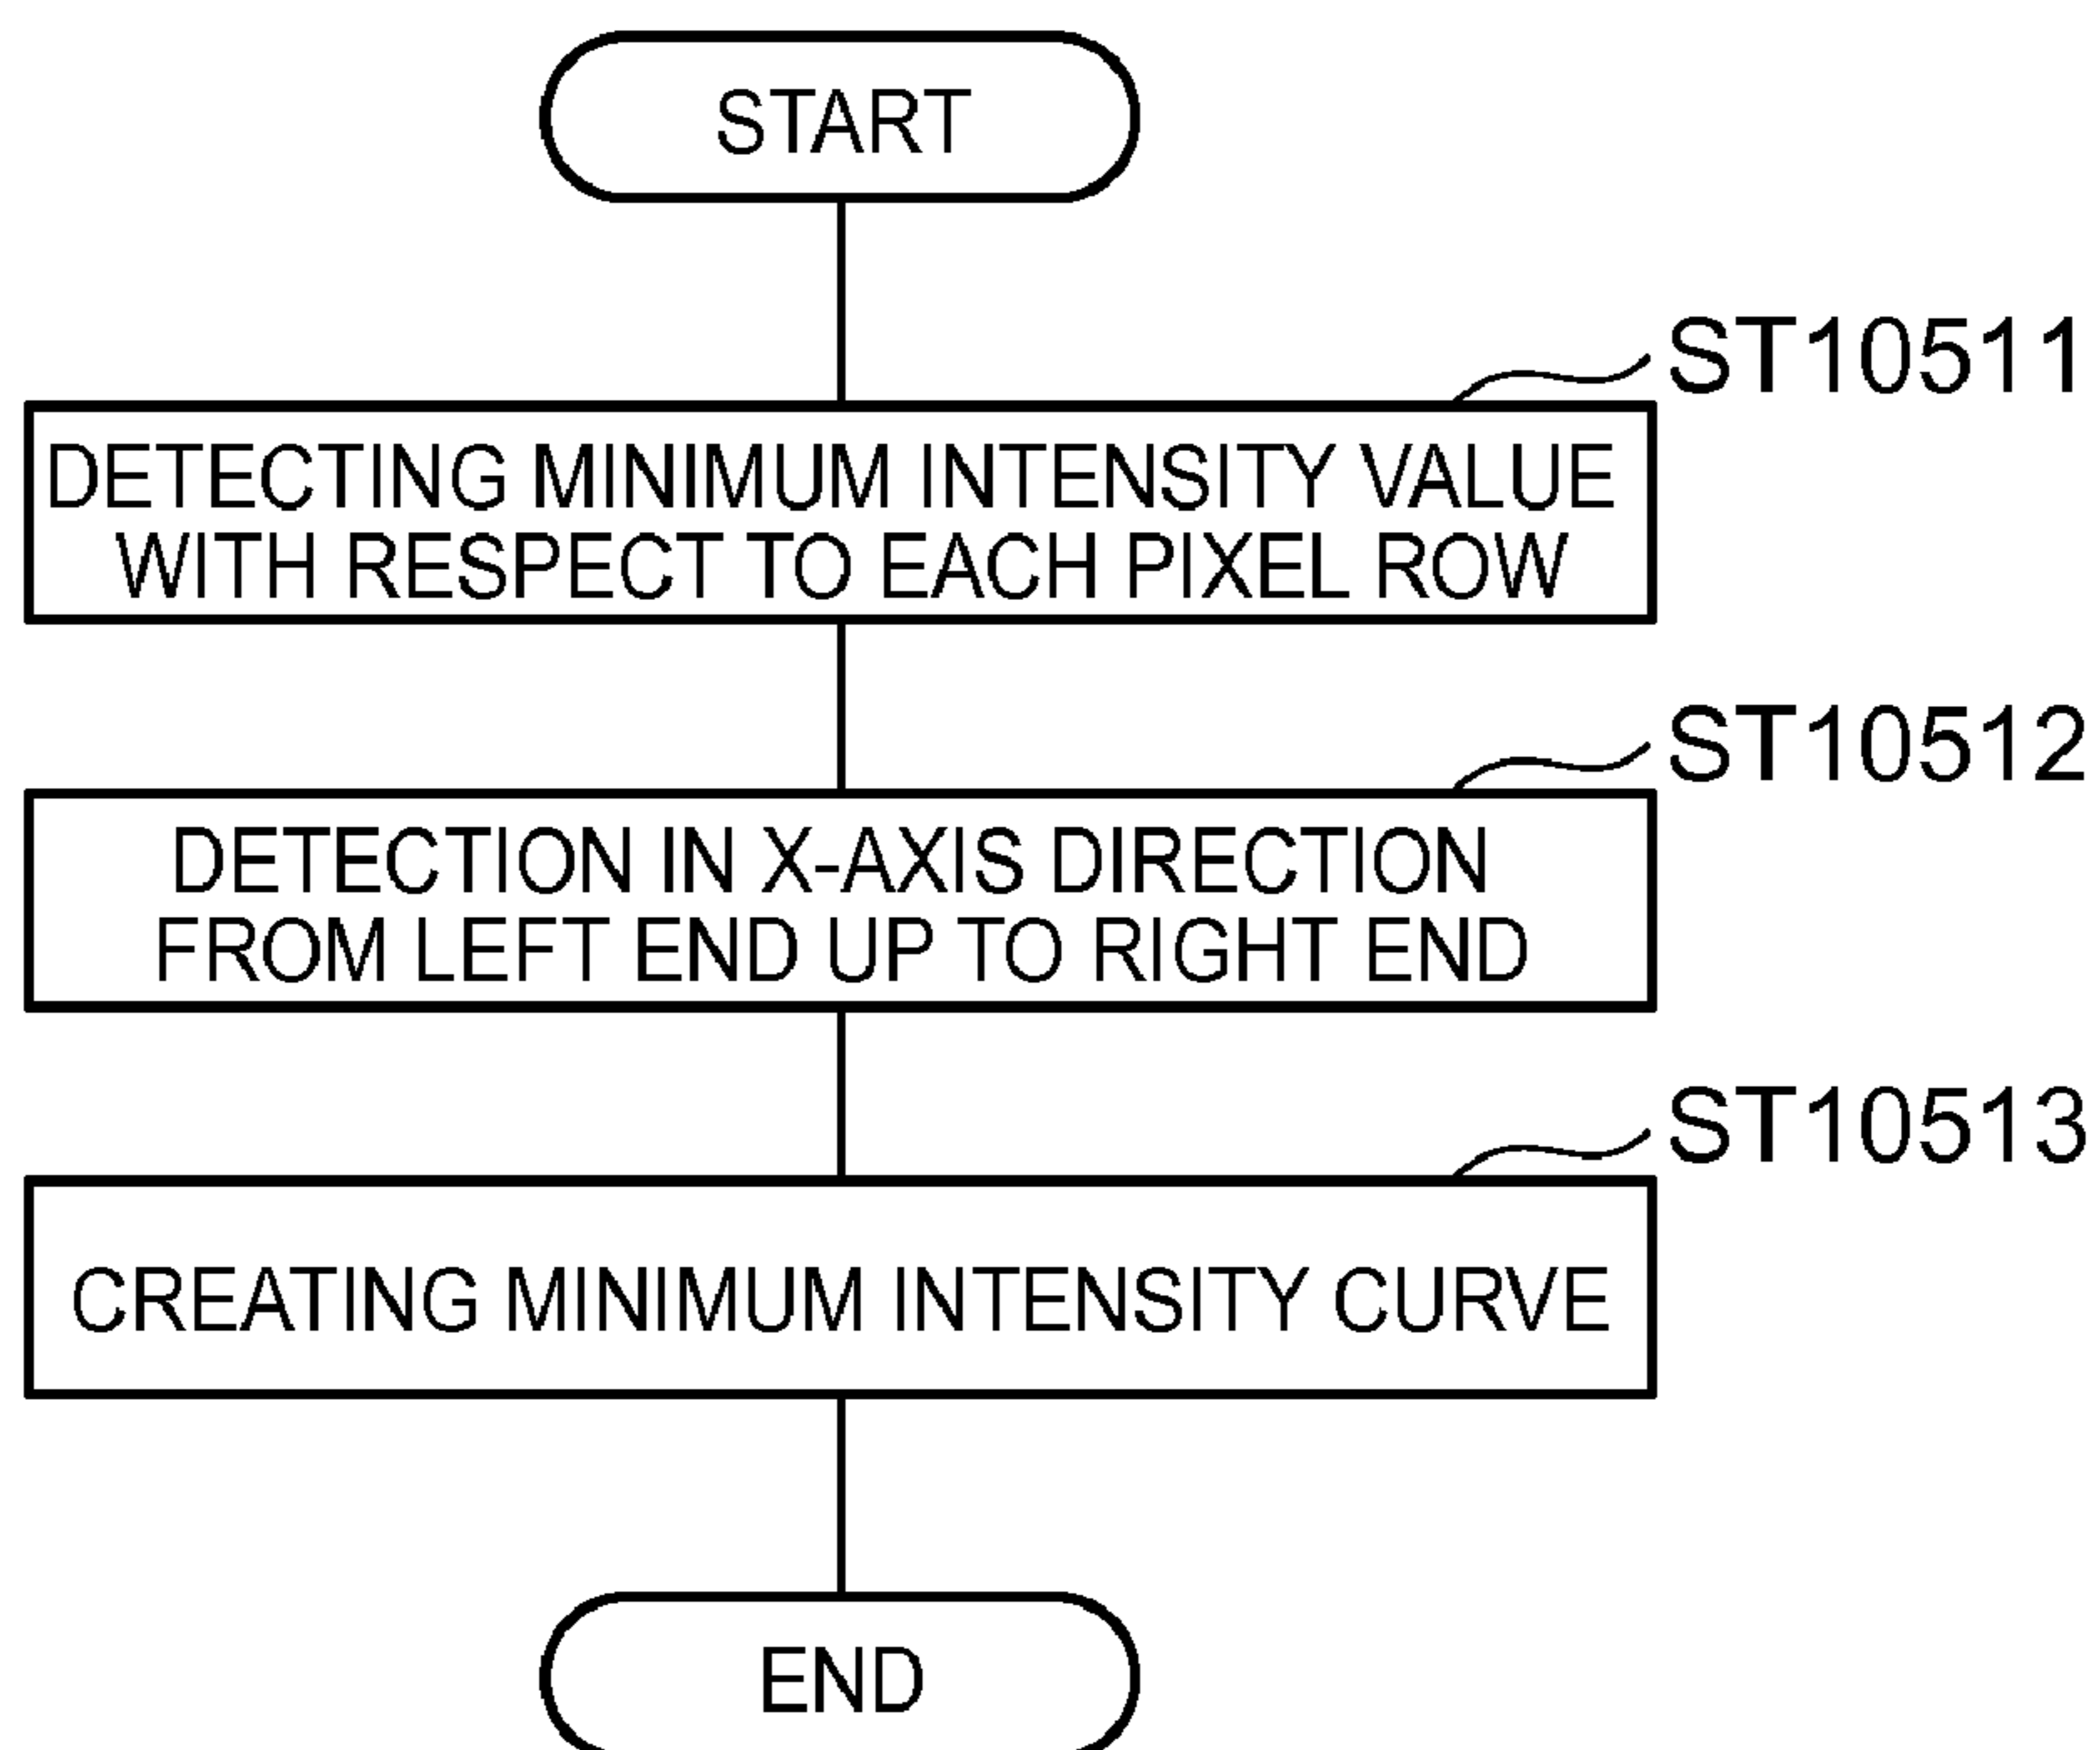 START
ST10511
DETECTING MINIMUM INTENSITY VALUE
WITH RESPECT TO EACH PIXEL ROW
ST10512
DETECTION IN X-AXIS DIRECTION
FROM LEFT END UP TO RIGHT END
ST10513
CREATING MINIMUM INTENSITY CURVE
END